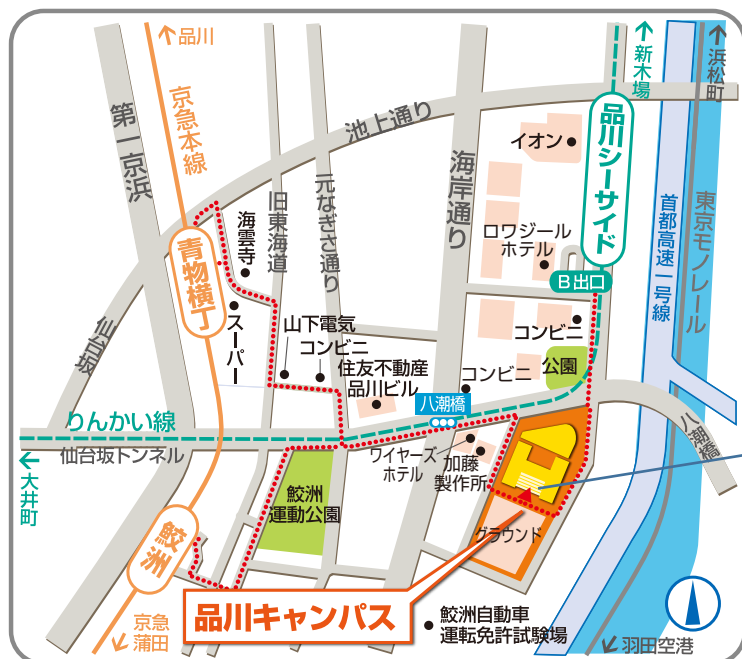 品川
新木場
浜松町
京急本線
第一京浜
池上通り
海岸通り
イオン
品川シーサイド
首都高速一号線
東京モノレール
旧東海道
元なぎさ通り
海雲寺
ロワジール
ホテル
青物横丁
B出口
スーパー
仙台坂
山下電気
コンビニ
コンビニ
住友不動産
品川ビル
コンビニ
公園
八潮橋
りんかい線
八潮橋
仙台坂トンネル
ワイヤーズ
ホテル
加藤
製作所
大井町
鮫洲
運動公園
グラウンド
鮫洲
品川キャンパス
京急
蒲田
鮫洲自動車
運転免許試験場
羽田空港